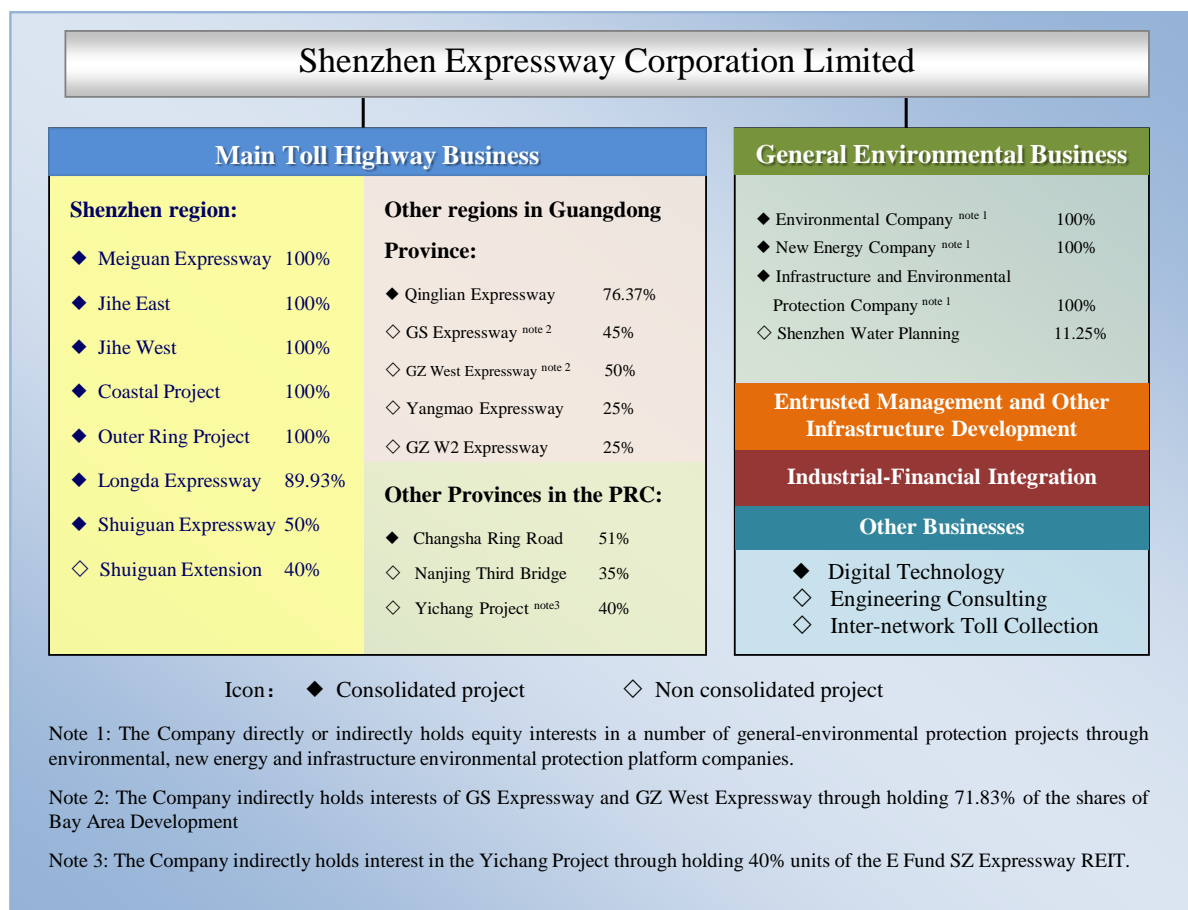 Shenzhen Expressway Corporation Limited
Main Toll Highway Business
Shenzhen region:
◆ Meiguan Expressway 100%
◆ Jihe East 100%
◆ Jihe West 100%
◆ Coastal Project 100%
◆ Outer Ring Project 100%
◆ Longda Expressway 89.93%
◆ Shuiguan Expressway 50%
◇ Shuiguan Extension 40%
Other regions in Guangdong
Province:
◆ Qinglian Expressway 76.37%
◇ GS Expressway note 2 45%
◇ GZ West Expressway note 2 50%
◇ Yangmao Expressway 25%
◇ GZ W2 Expressway 25%
Other Provinces in the PRC:
◆ Changsha Ring Road 51%
◇ Nanjing Third Bridge 35%
◇ Yichang Project note3 40%
General Environmental Business
◆ Environmental Company note 1 100%
◆ New Energy Company note 1 100%
◆ Infrastructure and Environmental
Protection Company note 1 100%
◇ Shenzhen Water Planning 11.25%
Entrusted Management and Other
Infrastructure Development
Industrial-Financial Integration
Other Businesses
◆ Digital Technology
◇ Engineering Consulting
◇ Inter-network Toll Collection
Icon： ◆ Consolidated project ◇ Non consolidated project
Note 1: The Company directly or indirectly holds equity interests in a number of general-environmental protection projects through
environmental, new energy and infrastructure environmental protection platform companies.
Note 2: The Company indirectly holds interests of GS Expressway and GZ West Expressway through holding 71.83% of the shares of
Bay Area Development
Note 3: The Company indirectly holds interest in the Yichang Project through holding 40% units of the E Fund SZ Expressway REIT.